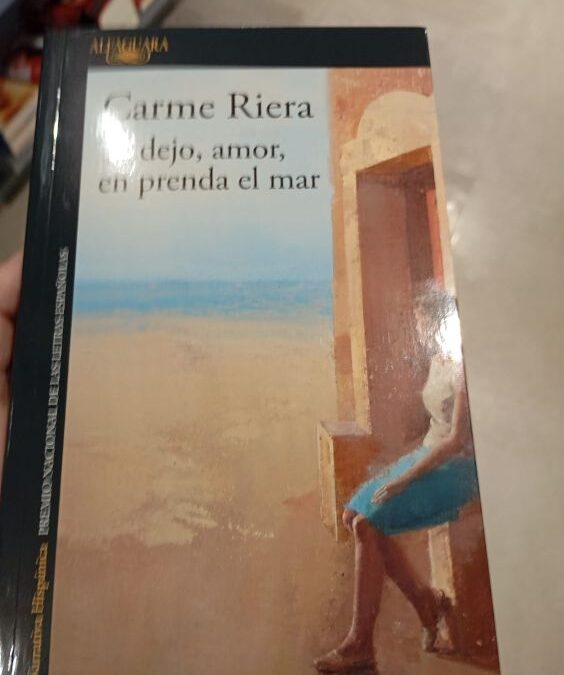 ALFAGUARA
Carme Riera
dejo, amor,
en prenda el mar
Narrativa Hispánica PREMIO NACIONAL DE LAS LETRAS ESPAÑOLAS